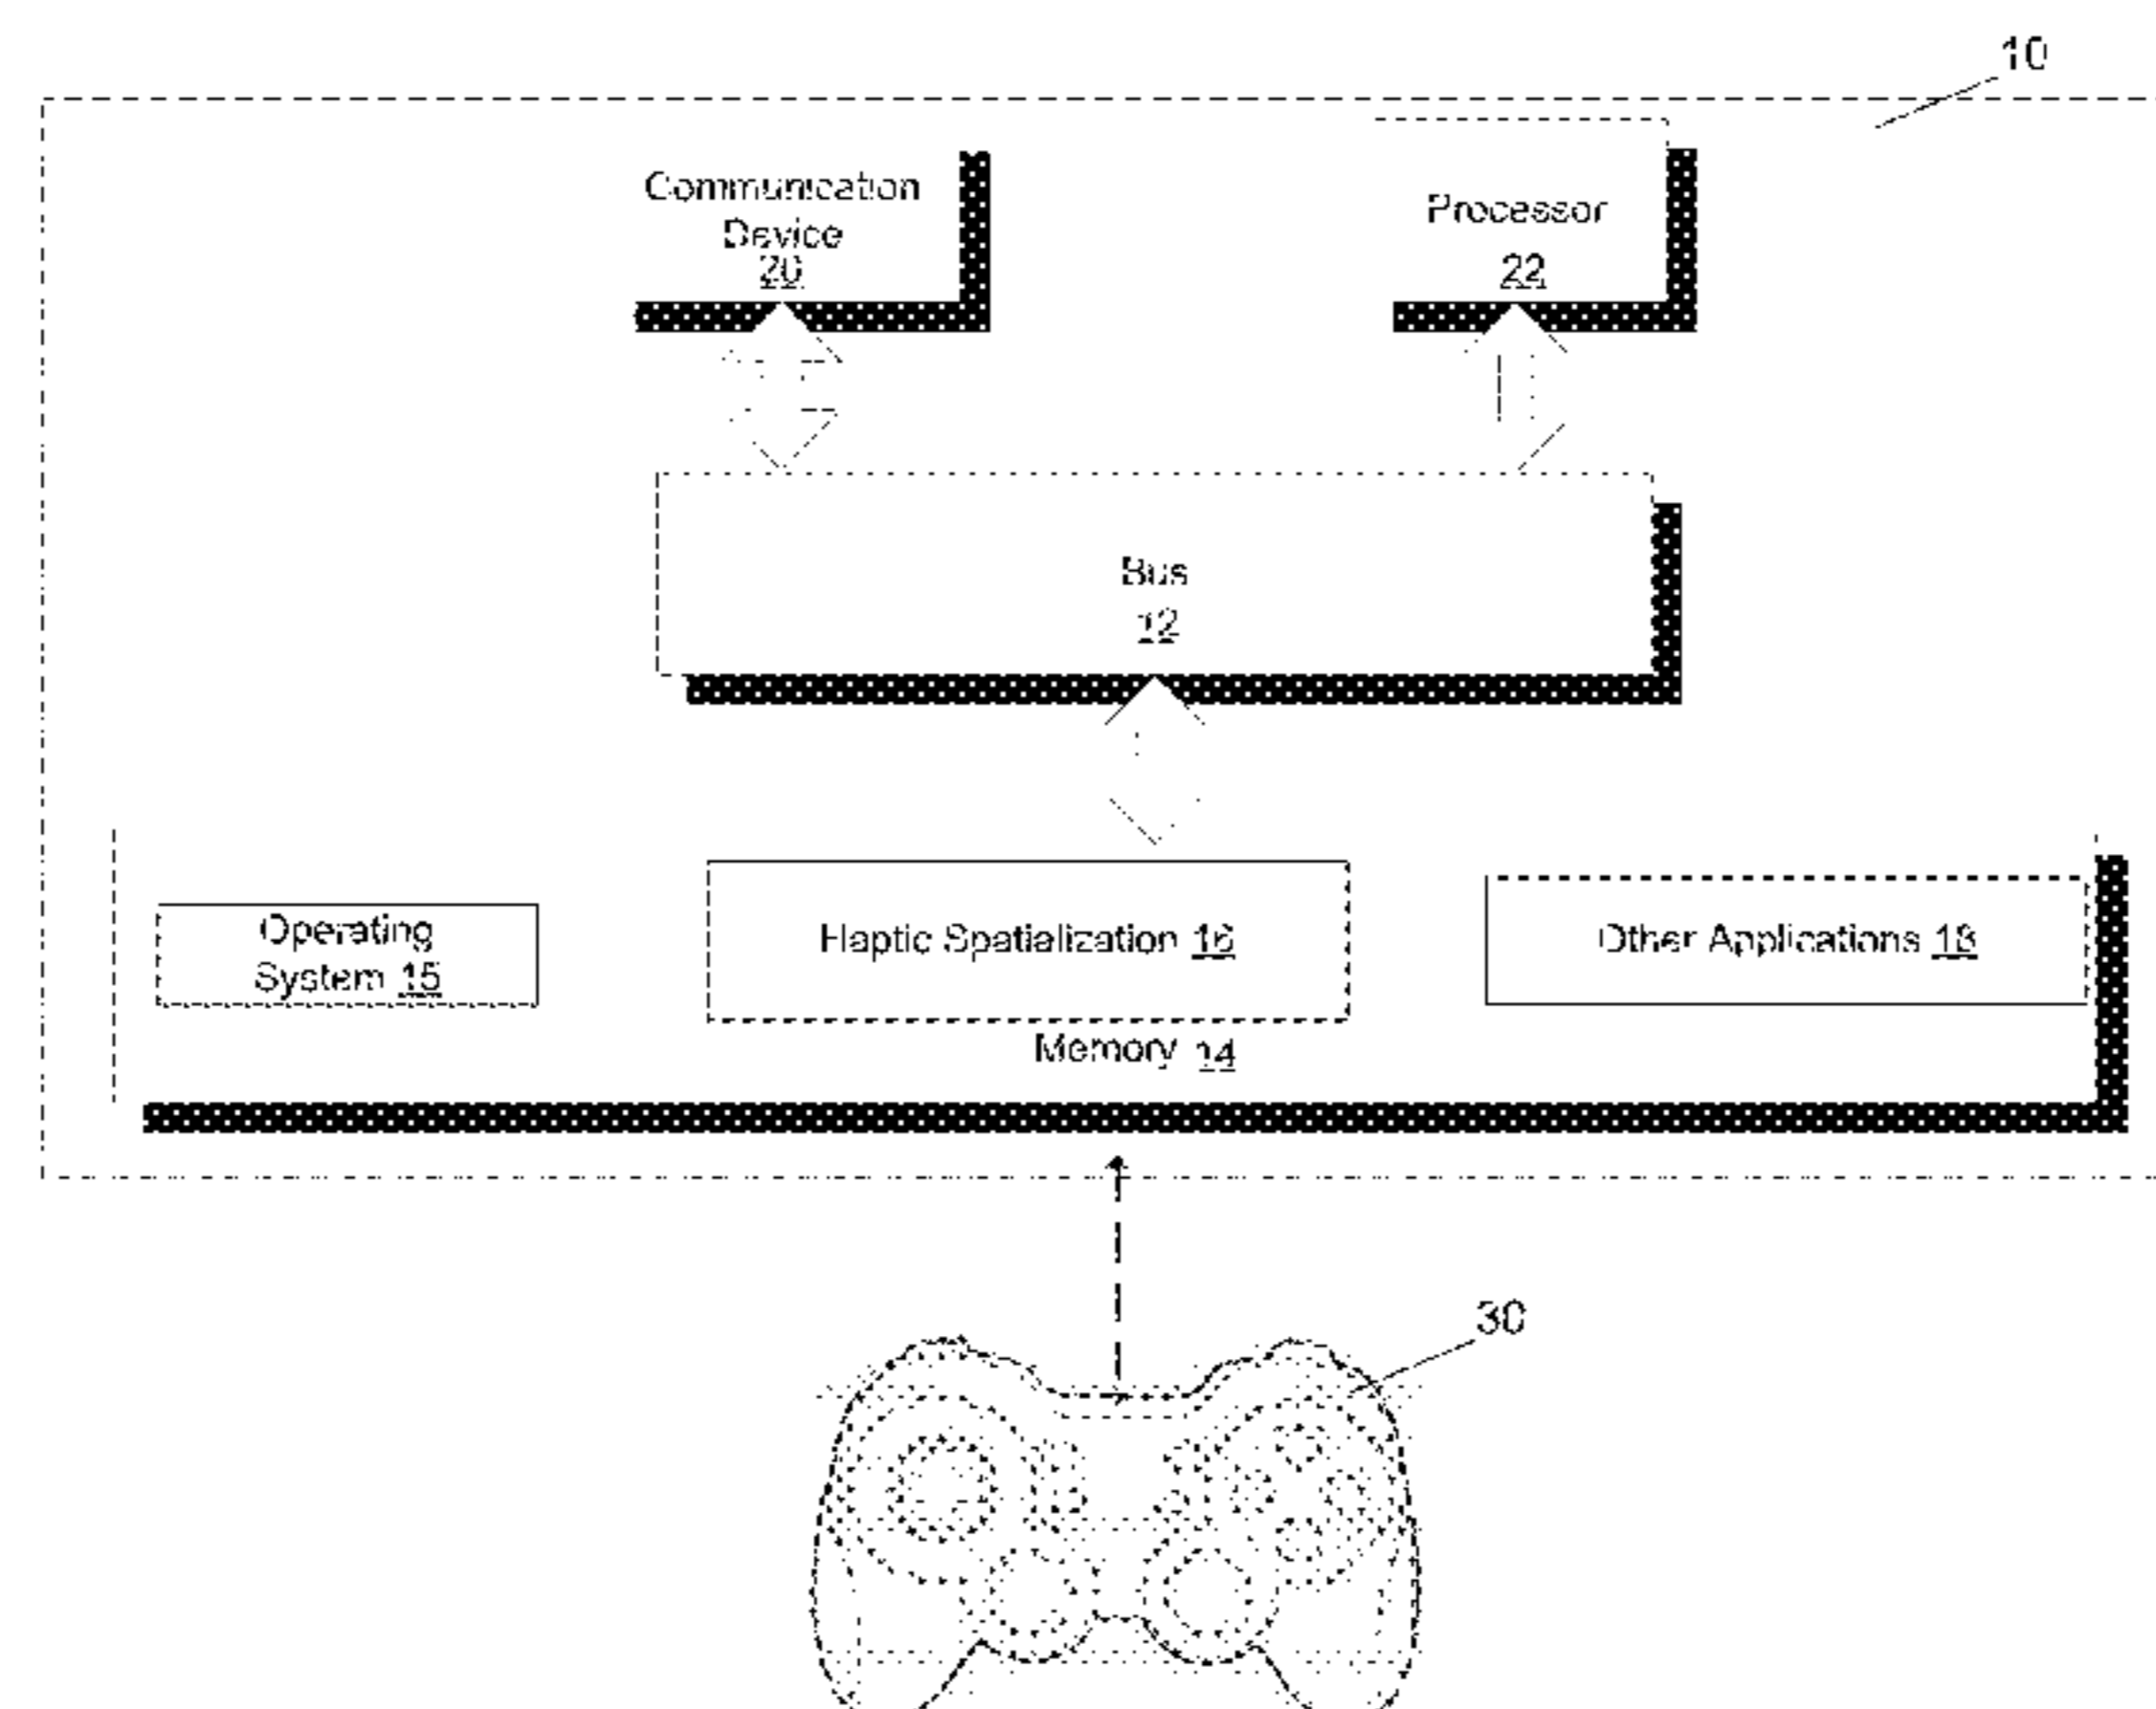 10
Communication
Device
20
Processor
22
Bus
12
Operating
System 15
Haptic Spatialization 16
Other Applications 18
Memory 14
30